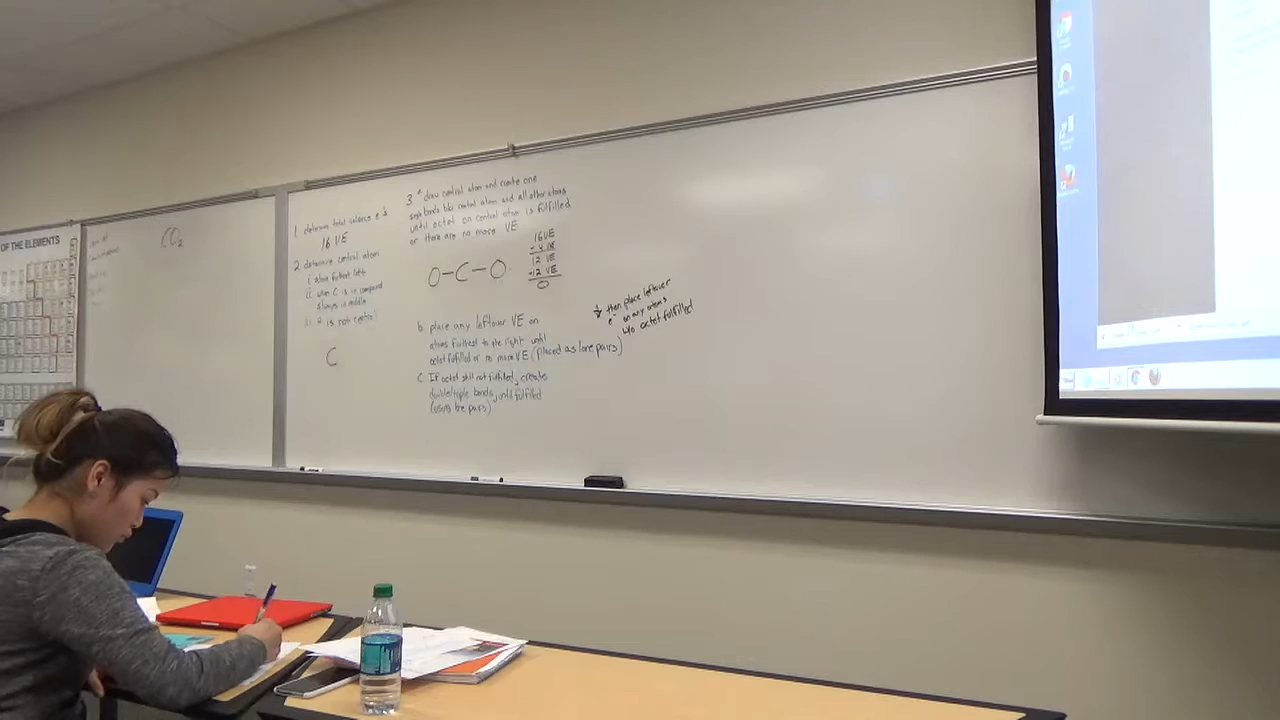 OF THE ELEMENTS
CO2
1 determine total valence e-'s
16 VE
2 determine central atom
i atom furthest left
ii when C is in compound
always in middle
iii H is not central
C
3 a draw central atom and create one
single bonds b/w central atom and all other atoms
until octet on central atom is fulfilled
or there are no more VE
O-C-O
16 VE
- 4 VE
12 VE
-12 VE
0
b place any leftover VE on
atoms furthest to the right until
octet fulfilled or no more VE (placed as lone pairs)
then place leftover
e- on any atoms
w/o octet fulfilled
C If octet still not fulfilled, create
bonds, until fulfilled
(using lone pairs)